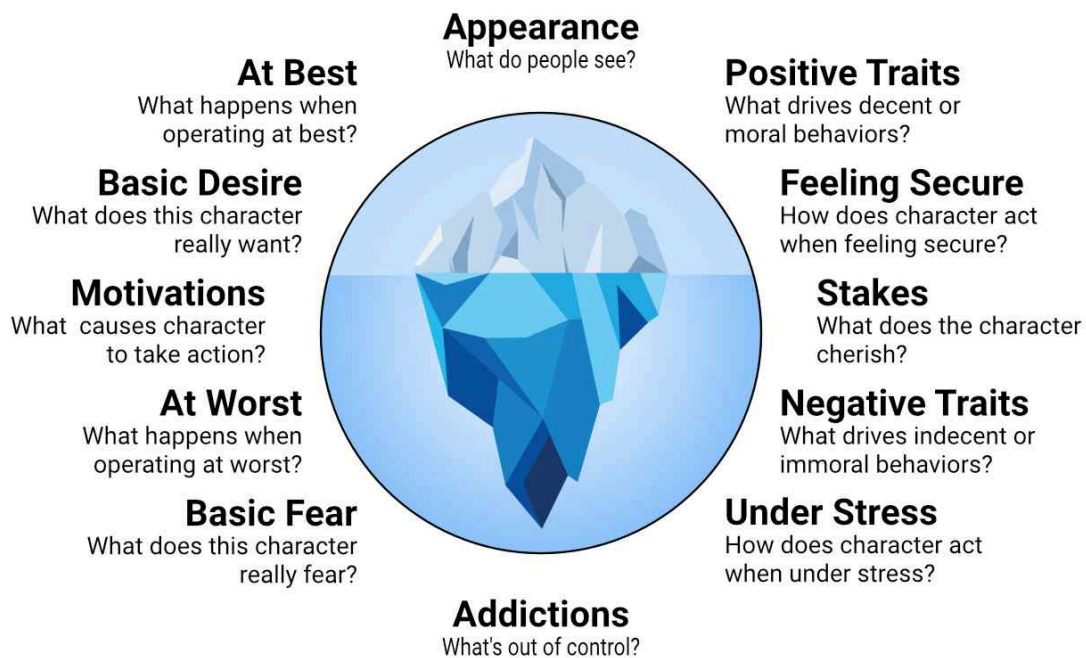 Appearance
What do people see?
At Best
What happens when
operating at best?
Positive Traits
What drives decent or
moral behaviors?
Basic Desire
What does this character
really want?
Feeling Secure
How does character act
when feeling secure?
Motivations
What causes character
to take action?
Stakes
What does the character
cherish?
At Worst
What happens when
operating at worst?
Negative Traits
What drives indecent or
immoral behaviors?
Basic Fear
What does this character
really fear?
Under Stress
How does character act
when under stress?
Addictions
What's out of control?